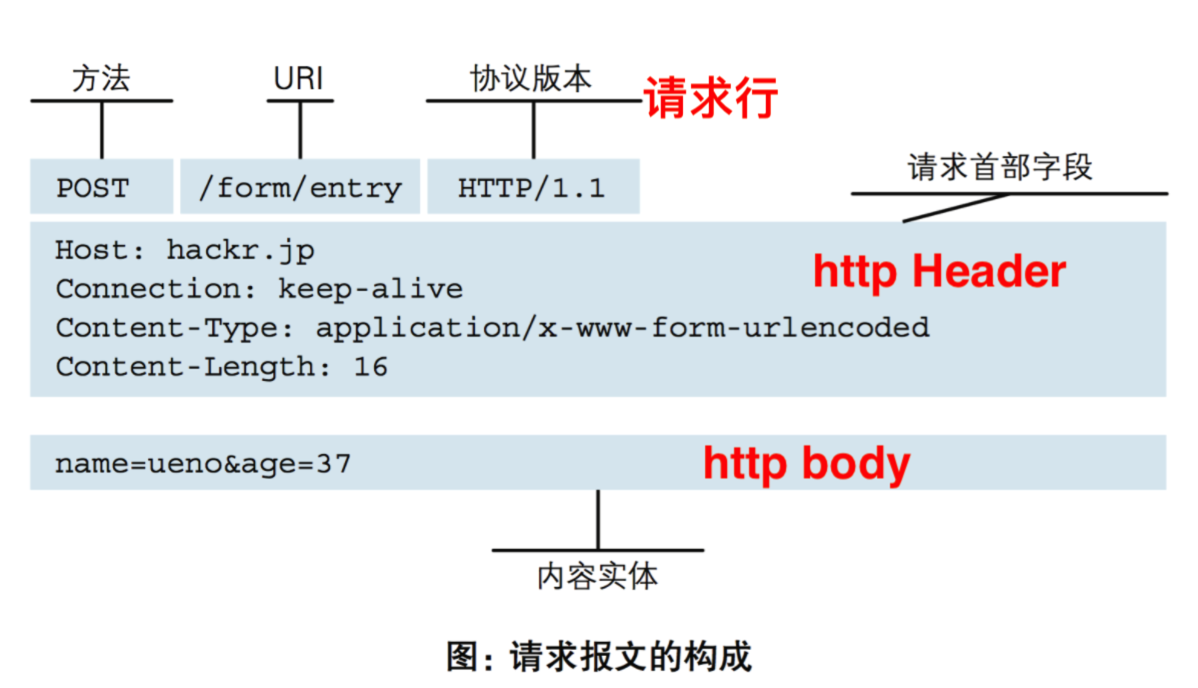 方法 URI 协议版本 请求行
请求首部字段
POST /form/entry HTTP/1.1
Host: hackr.jp
http Header
Connection: keep-alive
Content-Type: application/x-www-form-urlencoded
Content-Length: 16
name=ueno&age=37 http body
内容实体
图：请求报文的构成